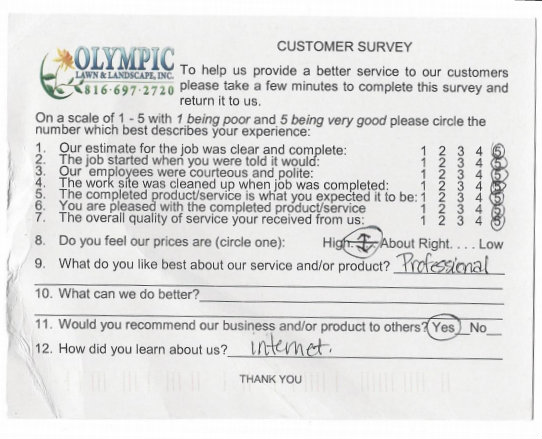 OLYMPIC
LAWN & LANDSCAPE, INC.
816-697-2720
CUSTOMER SURVEY
To help us provide a better service to our customers
please take a few minutes to complete this survey and
return it to us.
On a scale of 1 - 5 with 1 being poor and 5 being very good please circle the
number which best describes your experience:
1. Our estimate for the job was clear and complete: 1 2 3 4 5
2. The job started when you were told it would: 1 2 3 4 5
3. Our employees were courteous and polite: 1 2 3 4 5
4. The work site was cleaned up when job was completed: 1 2 3 4 5
5. The completed product/service is what you expected it to be: 1 2 3 4 5
6. You are pleased with the completed product/service 1 2 3 4 5
7. The overall quality of service your received from us: 1 2 3 4 5
8. Do you feel our prices are (circle one): High. . . . About Right. . . . Low
9. What do you like best about our service and/or product? Professional
10. What can we do better?
11. Would you recommend our business and/or product to others? Yes No
12. How did you learn about us? internet.
THANK YOU